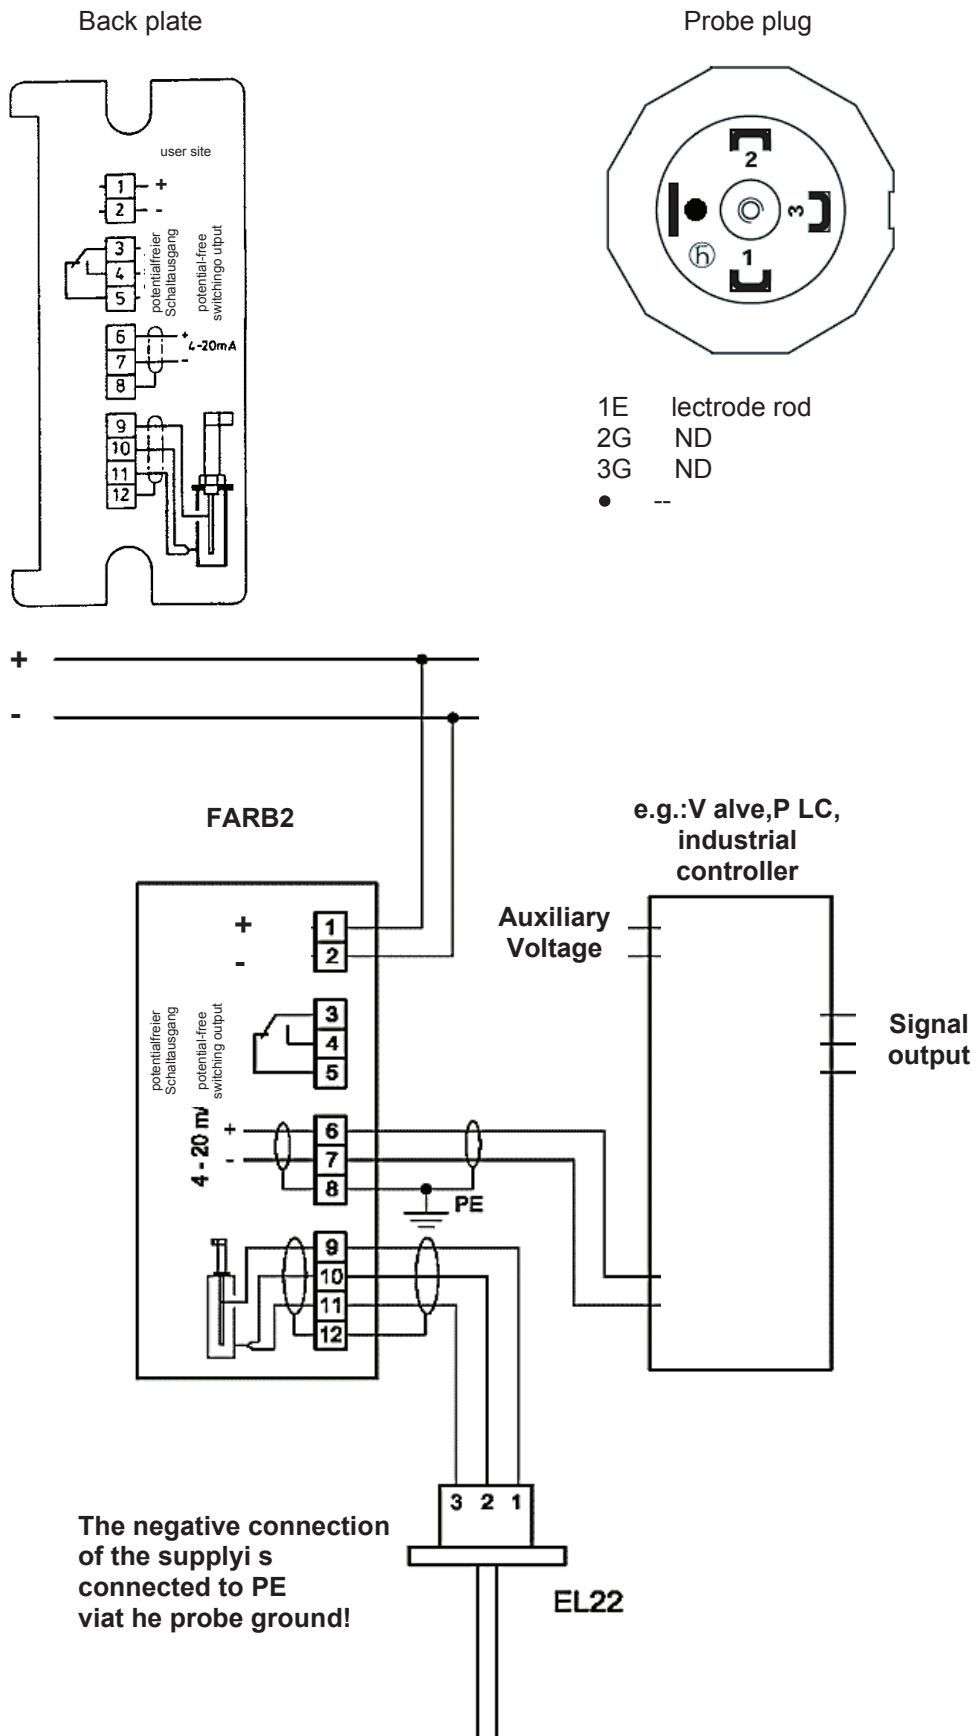 Back plate
Probe plug
user site
1 +
2 -
3
4
5
potentialfreier
Schaltausgang
potential-free
switchingo utput
6 +
4-20mA
7 -
8
9
10
11
12
2
3
1
1E lectrode rod
2G ND
3G ND
● --
+
-
FARB2
e.g.:V alve,P LC,
industrial
controller
Auxiliary
Voltage
Signal
output
+ 1
- 2
3
4
5
potentialfreier
Schaltausgang
potential-free
switching output
4 - 20 m
+ 6
- 7
8
PE
9
10
11
12
3 2 1
The negative connection
of the supplyi s
connected to PE
viat he probe ground!
EL22